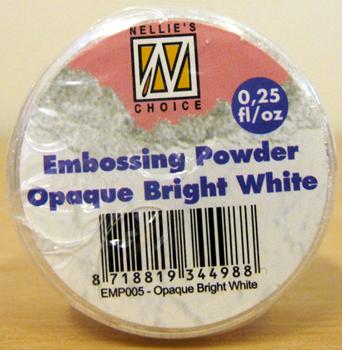 NELLIE'S
N
CHOICE
0,25
fl/oz
Embossing Powder
Opaque Bright White
8 718819 344988
EMP005 - Opaque Bright White